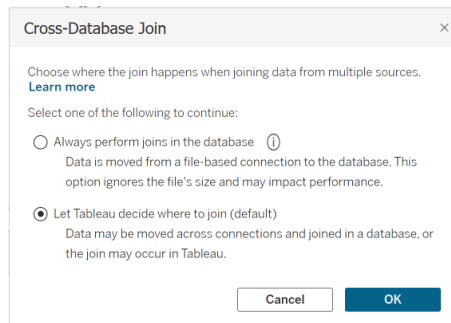 Cross-Database Join
Choose where the join happens when joining data from multiple sources.
Learn more
Select one of the following to continue:
Always perform joins in the database
Data is moved from a file-based connection to the database. This
option ignores the file's size and may impact performance.
Let Tableau decide where to join (default)
Data may be moved across connections and joined in a database, or
the join may occur in Tableau.
Cancel OK